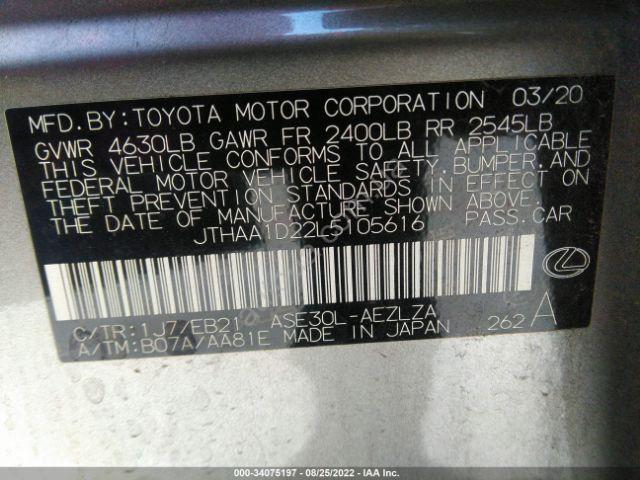 MFD.BY:TOYOTA MOTOR CORPORATION 03/20
GVWR 4630LB GAWR FR 2400LB RR 2545LB
THIS VEHICLE CONFORMS TO ALL APPLICABLE
FEDERAL MOTOR VEHICLE SAFETY,BUMPER,AND
THEFT PREVENTION STANDARDS IN EFFECT ON
THE DATE OF MANUFACTURE SHOWN ABOVE.
JTHAA1D22L5105616 PASS.CAR
C/TR:1J77EB21 ASE30L-AEZLZA
A/TM:B07A/AA81E MADE IN JAPAN 262 A
000-34075197 - 08/25/2022 - IAA Inc.